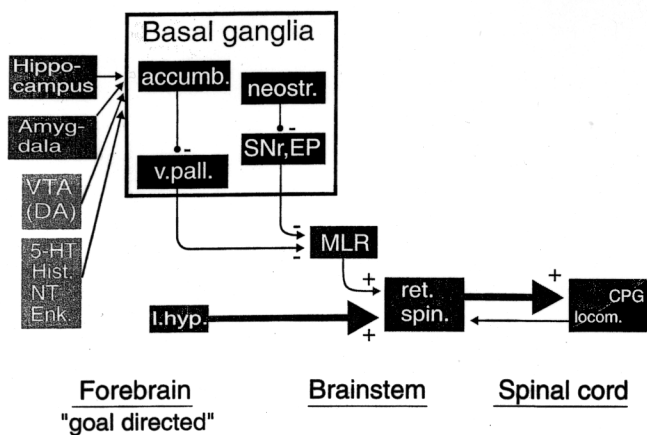 Basal ganglia
Hippo-
campus
accumb.
neostr.
Amyg-
dala
-
-
SNr,EP
v.pall.
VTA
(DA)
5-HT
Hist.
NT
Enk.
-
-
MLR
+
ret.
spin.
+
CPG
locom.
l.hyp.
+
Forebrain
"goal directed"
Brainstem
Spinal cord